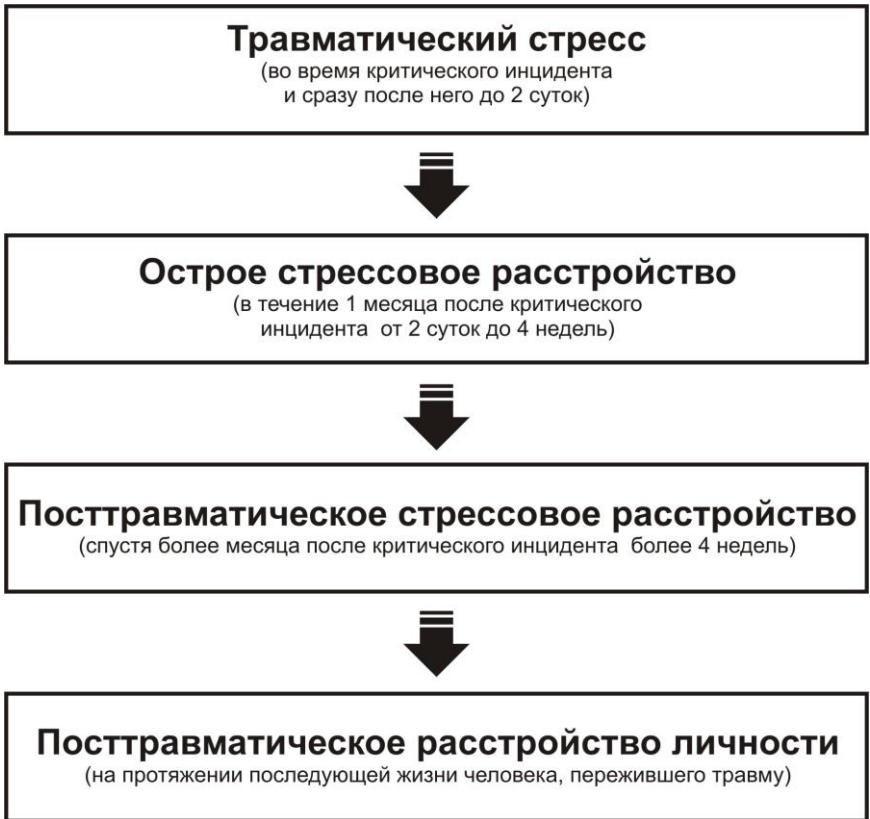 Травматический стресс
(во время критического инцидента
и сразу после него до 2 суток)
Острое стрессовое расстройство
(в течение 1 месяца после критического
инцидента от 2 суток до 4 недель)
Посттравматическое стрессовое расстройство
(спустя более месяца после критического инцидента более 4 недель)
Посттравматическое расстройство личности
(на протяжении последующей жизни человека, пережившего травму)